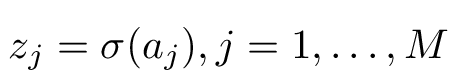 z_j = σ(a_j), j = 1, . . . , M